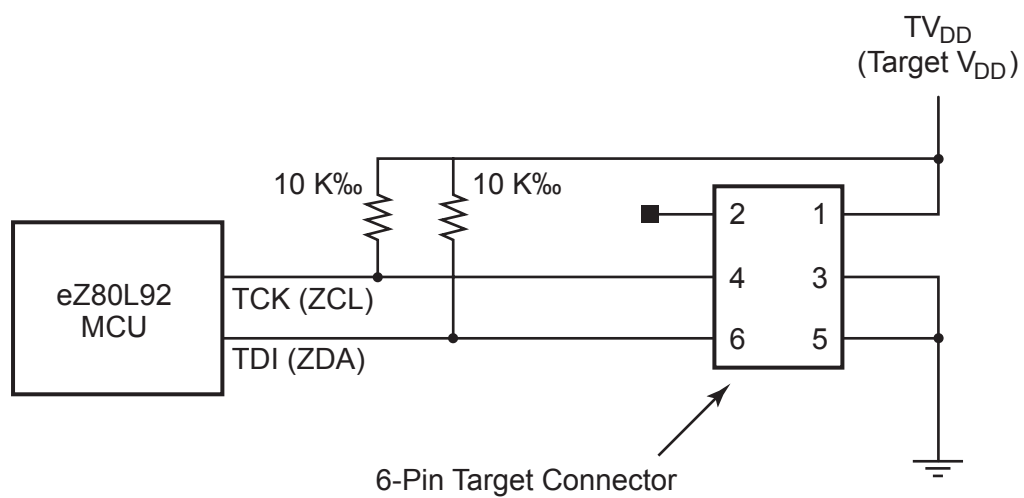 TVDD
(Target VDD)
10 K‰
10 K‰
2 1
eZ80L92
MCU
TCK (ZCL)
4 3
TDI (ZDA)
6 5
6-Pin Target Connector